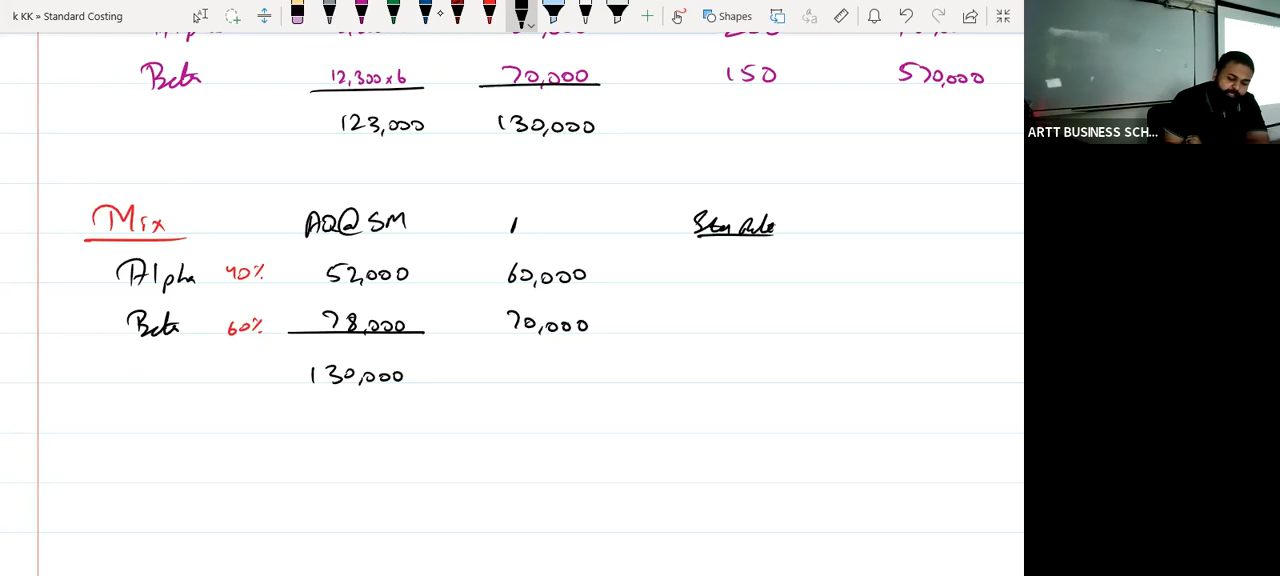 k KK » Standard Costing
Shapes
ARTT BUSINESS SCH...
Beta 12,300 x 6 70,000 150 570,000
123,000 130,000
Mix AQ@SM Std Rate
Alpha 40% 52,000 60,000
Beta 60% 78,000 70,000
130,000